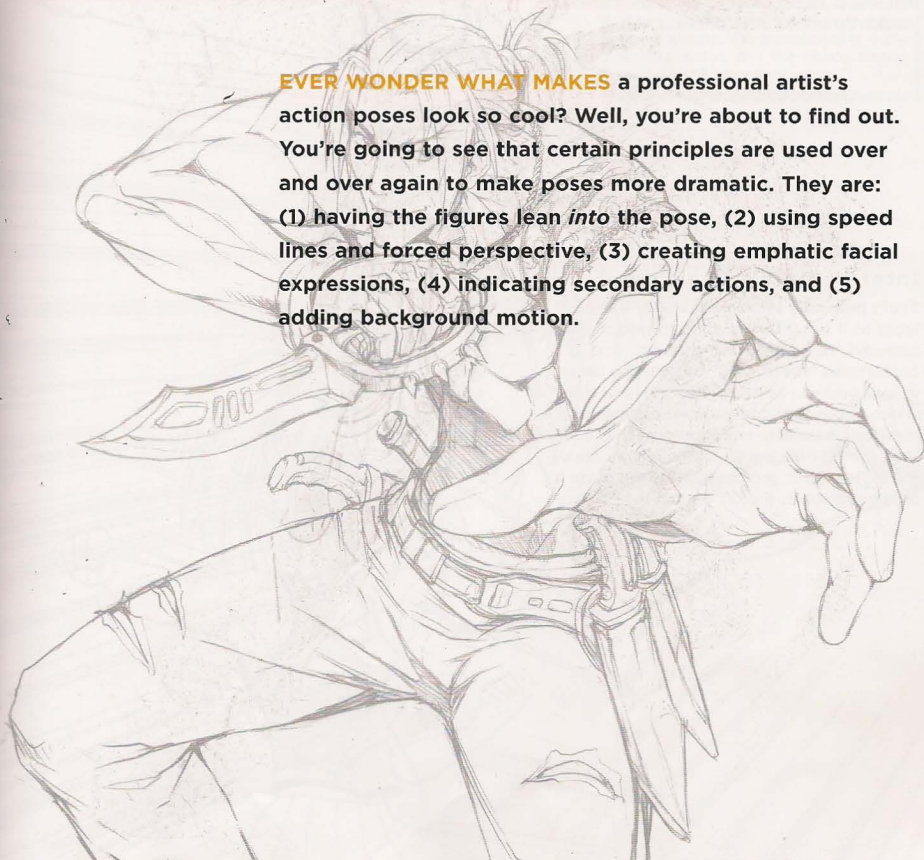 EVER WONDER WHAT MAKES a professional artist's
action poses look so cool? Well, you're about to find out.
You're going to see that certain principles are used over
and over again to make poses more dramatic. They are:
(1) having the figures lean into the pose, (2) using speed
lines and forced perspective, (3) creating emphatic facial
expressions, (4) indicating secondary actions, and (5)
adding background motion.